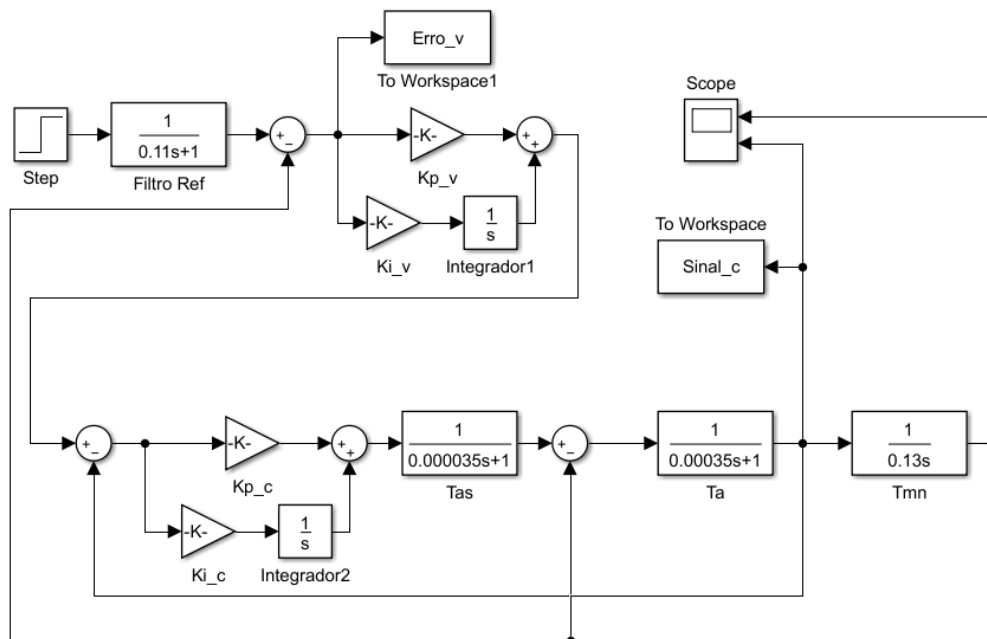 Erro_v
To Workspace1
Scope
Step
1
0.11s+1
Filtro Ref
+
−
-K-
Kp_v
+
+
-K-
Ki_v
1
s
Integrador1
To Workspace
Sinal_c
+
−
-K-
Kp_c
+
+
1
0.000035s+1
Tas
+
−
1
0.00035s+1
Ta
1
0.13s
Tmn
-K-
Ki_c
1
s
Integrador2